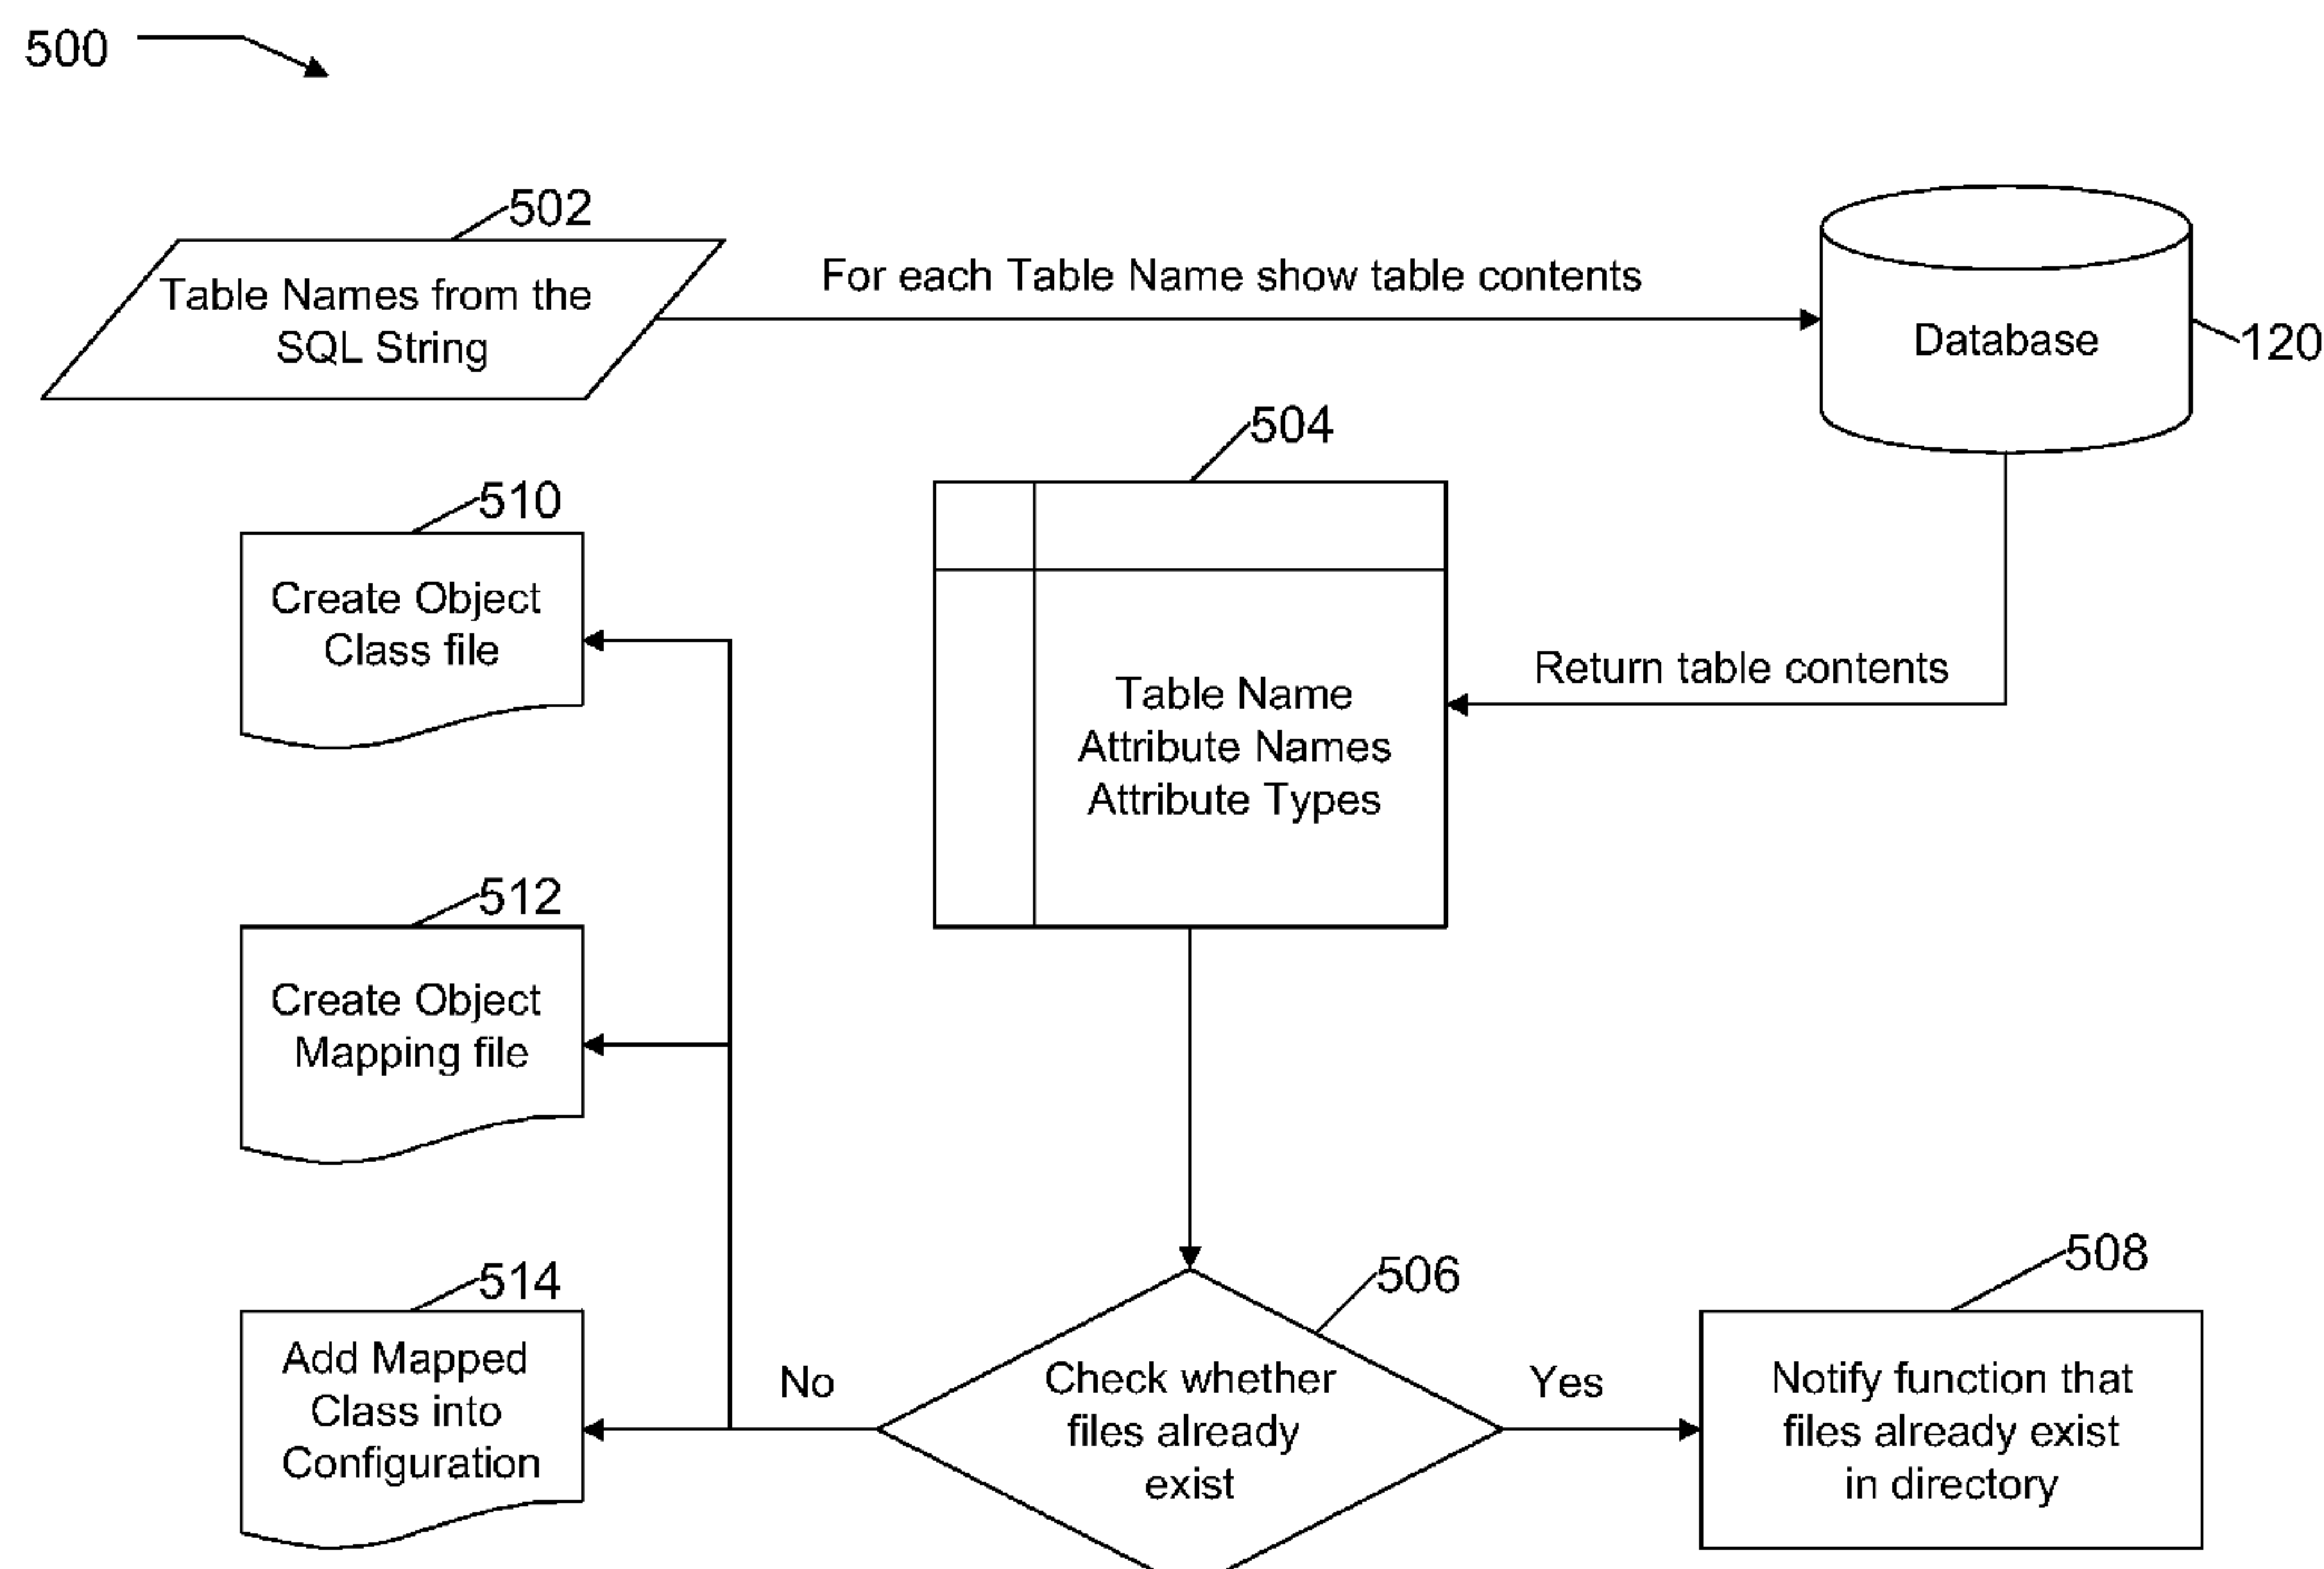 500
502
Table Names from the
SQL String
For each Table Name show table contents
Database
120
504
Table Name
Attribute Names
Attribute Types
Return table contents
510
Create Object
Class file
512
Create Object
Mapping file
514
Add Mapped
Class into
Configuration
No
506
Check whether
files already
exist
Yes
508
Notify function that
files already exist
in directory